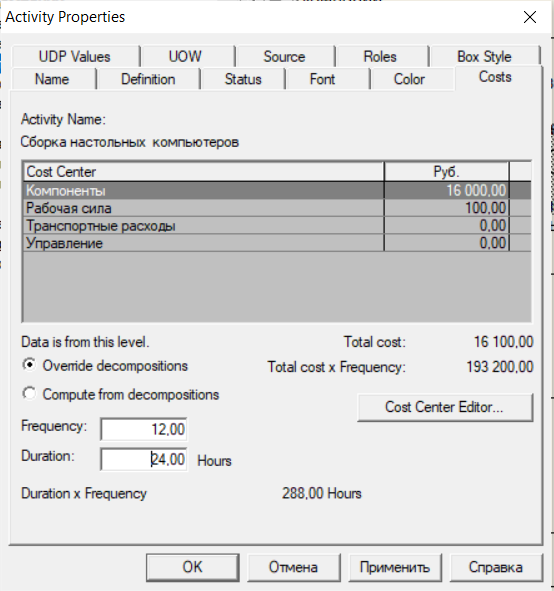 Activity Properties
UDP Values UOW Source Roles Box Style
Name Definition Status Font Color Costs
Activity Name:
Сборка настольных компьютеров
Cost Center Руб.
Компоненты 16 000,00
Рабочая сила 100,00
Транспортные расходы 0,00
Управление 0,00
Data is from this level. Total cost: 16 100,00
Override decompositions Total cost x Frequency: 193 200,00
Compute from decompositions
Cost Center Editor...
Frequency: 12,00
Duration: 24,00 Hours
Duration x Frequency 288,00 Hours
OK Отмена Применить Справка